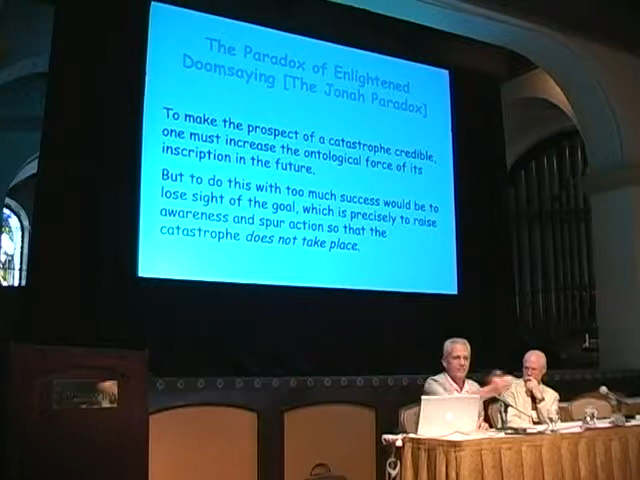 The Paradox of Enlightened
Doomsaying [The Jonah Paradox]
To make the prospect of a catastrophe credible,
one must increase the ontological force of its
inscription in the future.
But to do this with too much success would be to
lose sight of the goal, which is precisely to raise
awareness and spur action so that the
catastrophe does not take place.